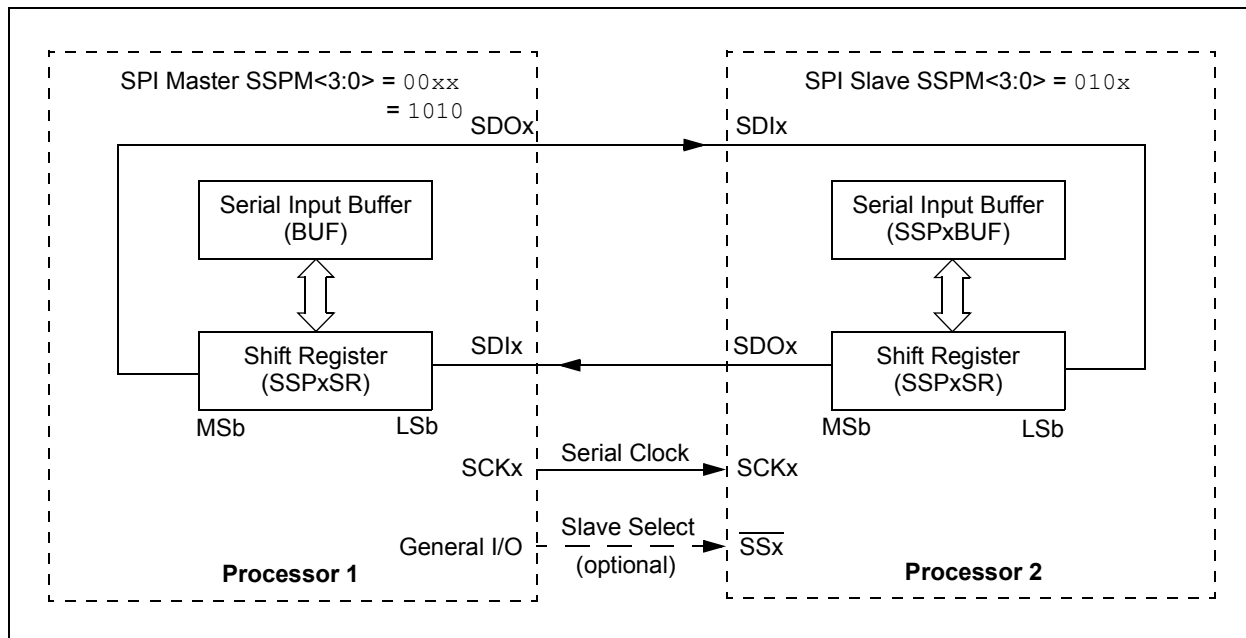 SPI Master SSPM<3:0> = 00xx
= 1010
SDOx
Serial Input Buffer
(BUF)
Shift Register
(SSPxSR)
MSb
LSb
SDIx
SCKx
General I/O
Processor 1
Serial Clock
Slave Select
(optional)
SPI Slave SSPM<3:0> = 010x
SDIx
Serial Input Buffer
(SSPxBUF)
SDOx
Shift Register
(SSPxSR)
MSb
LSb
SCKx
SSx
Processor 2